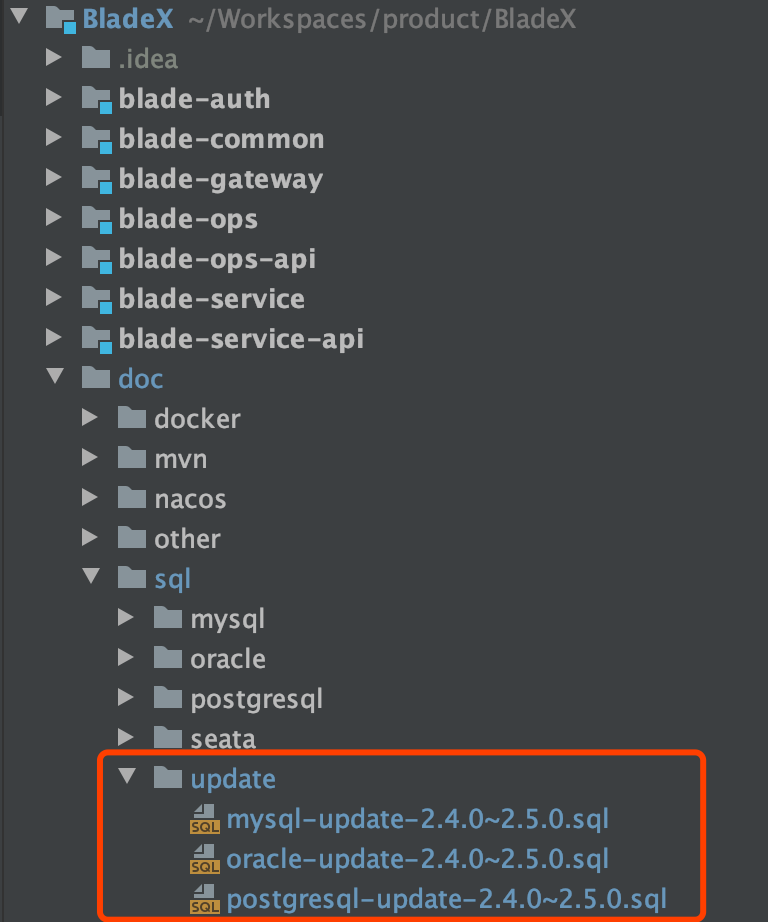 BladeX ~/Workspaces/product/BladeX
.idea
blade-auth
blade-common
blade-gateway
blade-ops
blade-ops-api
blade-service
blade-service-api
doc
docker
mvn
nacos
other
sql
mysql
oracle
postgresql
seata
update
SQL mysql-update-2.4.0~2.5.0.sql
SQL oracle-update-2.4.0~2.5.0.sql
SQL postgresql-update-2.4.0~2.5.0.sql